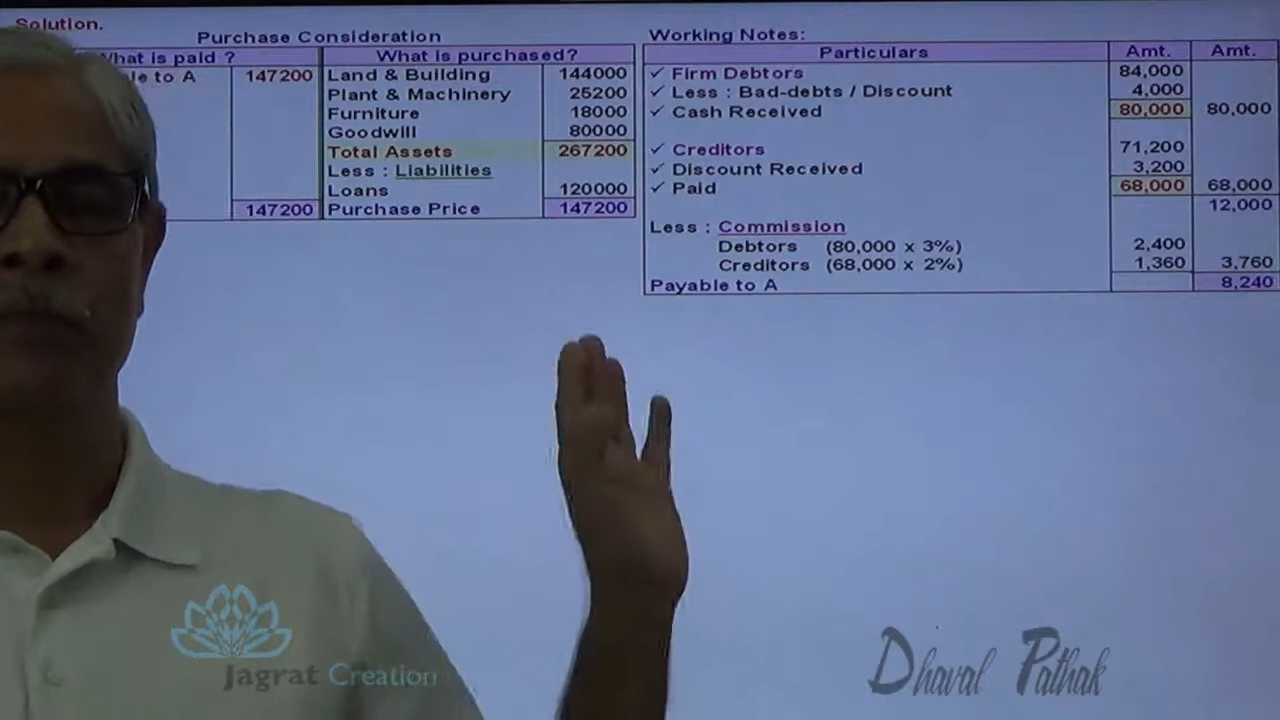 Solution.
Purchase Consideration
What is paid ?
What is purchased?
le to A 147200
Land & Building 144000
Plant & Machinery 25200
Furniture 18000
Goodwill 80000
Total Assets 267200
Less : Liabilities
Loans 120000
147200
Purchase Price 147200
Working Notes:
Particulars Amt. Amt.
✓ Firm Debtors 84,000
✓ Less : Bad-debts / Discount 4,000
✓ Cash Received 80,000 80,000
✓ Creditors 71,200
✓ Discount Received 3,200
✓ Paid 68,000 68,000
12,000
Less : Commission
Debtors (80,000 x 3%) 2,400
Creditors (68,000 x 2%) 1,360 3,760
Payable to A 8,240
Jagrat Creation
Dhaval Pathak